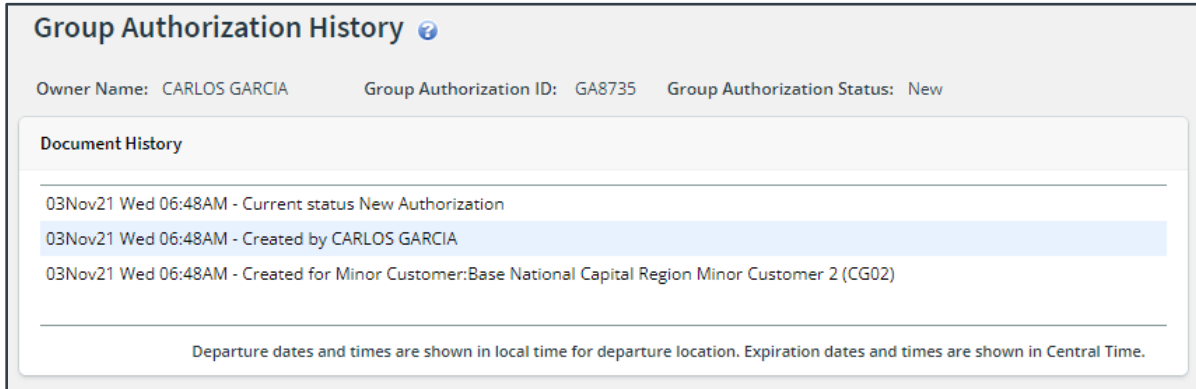 Group Authorization History ?
Owner Name: CARLOS GARCIA Group Authorization ID: GA8735 Group Authorization Status: New
Document History
03Nov21 Wed 06:48AM - Current status New Authorization
03Nov21 Wed 06:48AM - Created by CARLOS GARCIA
03Nov21 Wed 06:48AM - Created for Minor Customer:Base National Capital Region Minor Customer 2 (CG02)
Departure dates and times are shown in local time for departure location. Expiration dates and times are shown in Central Time.